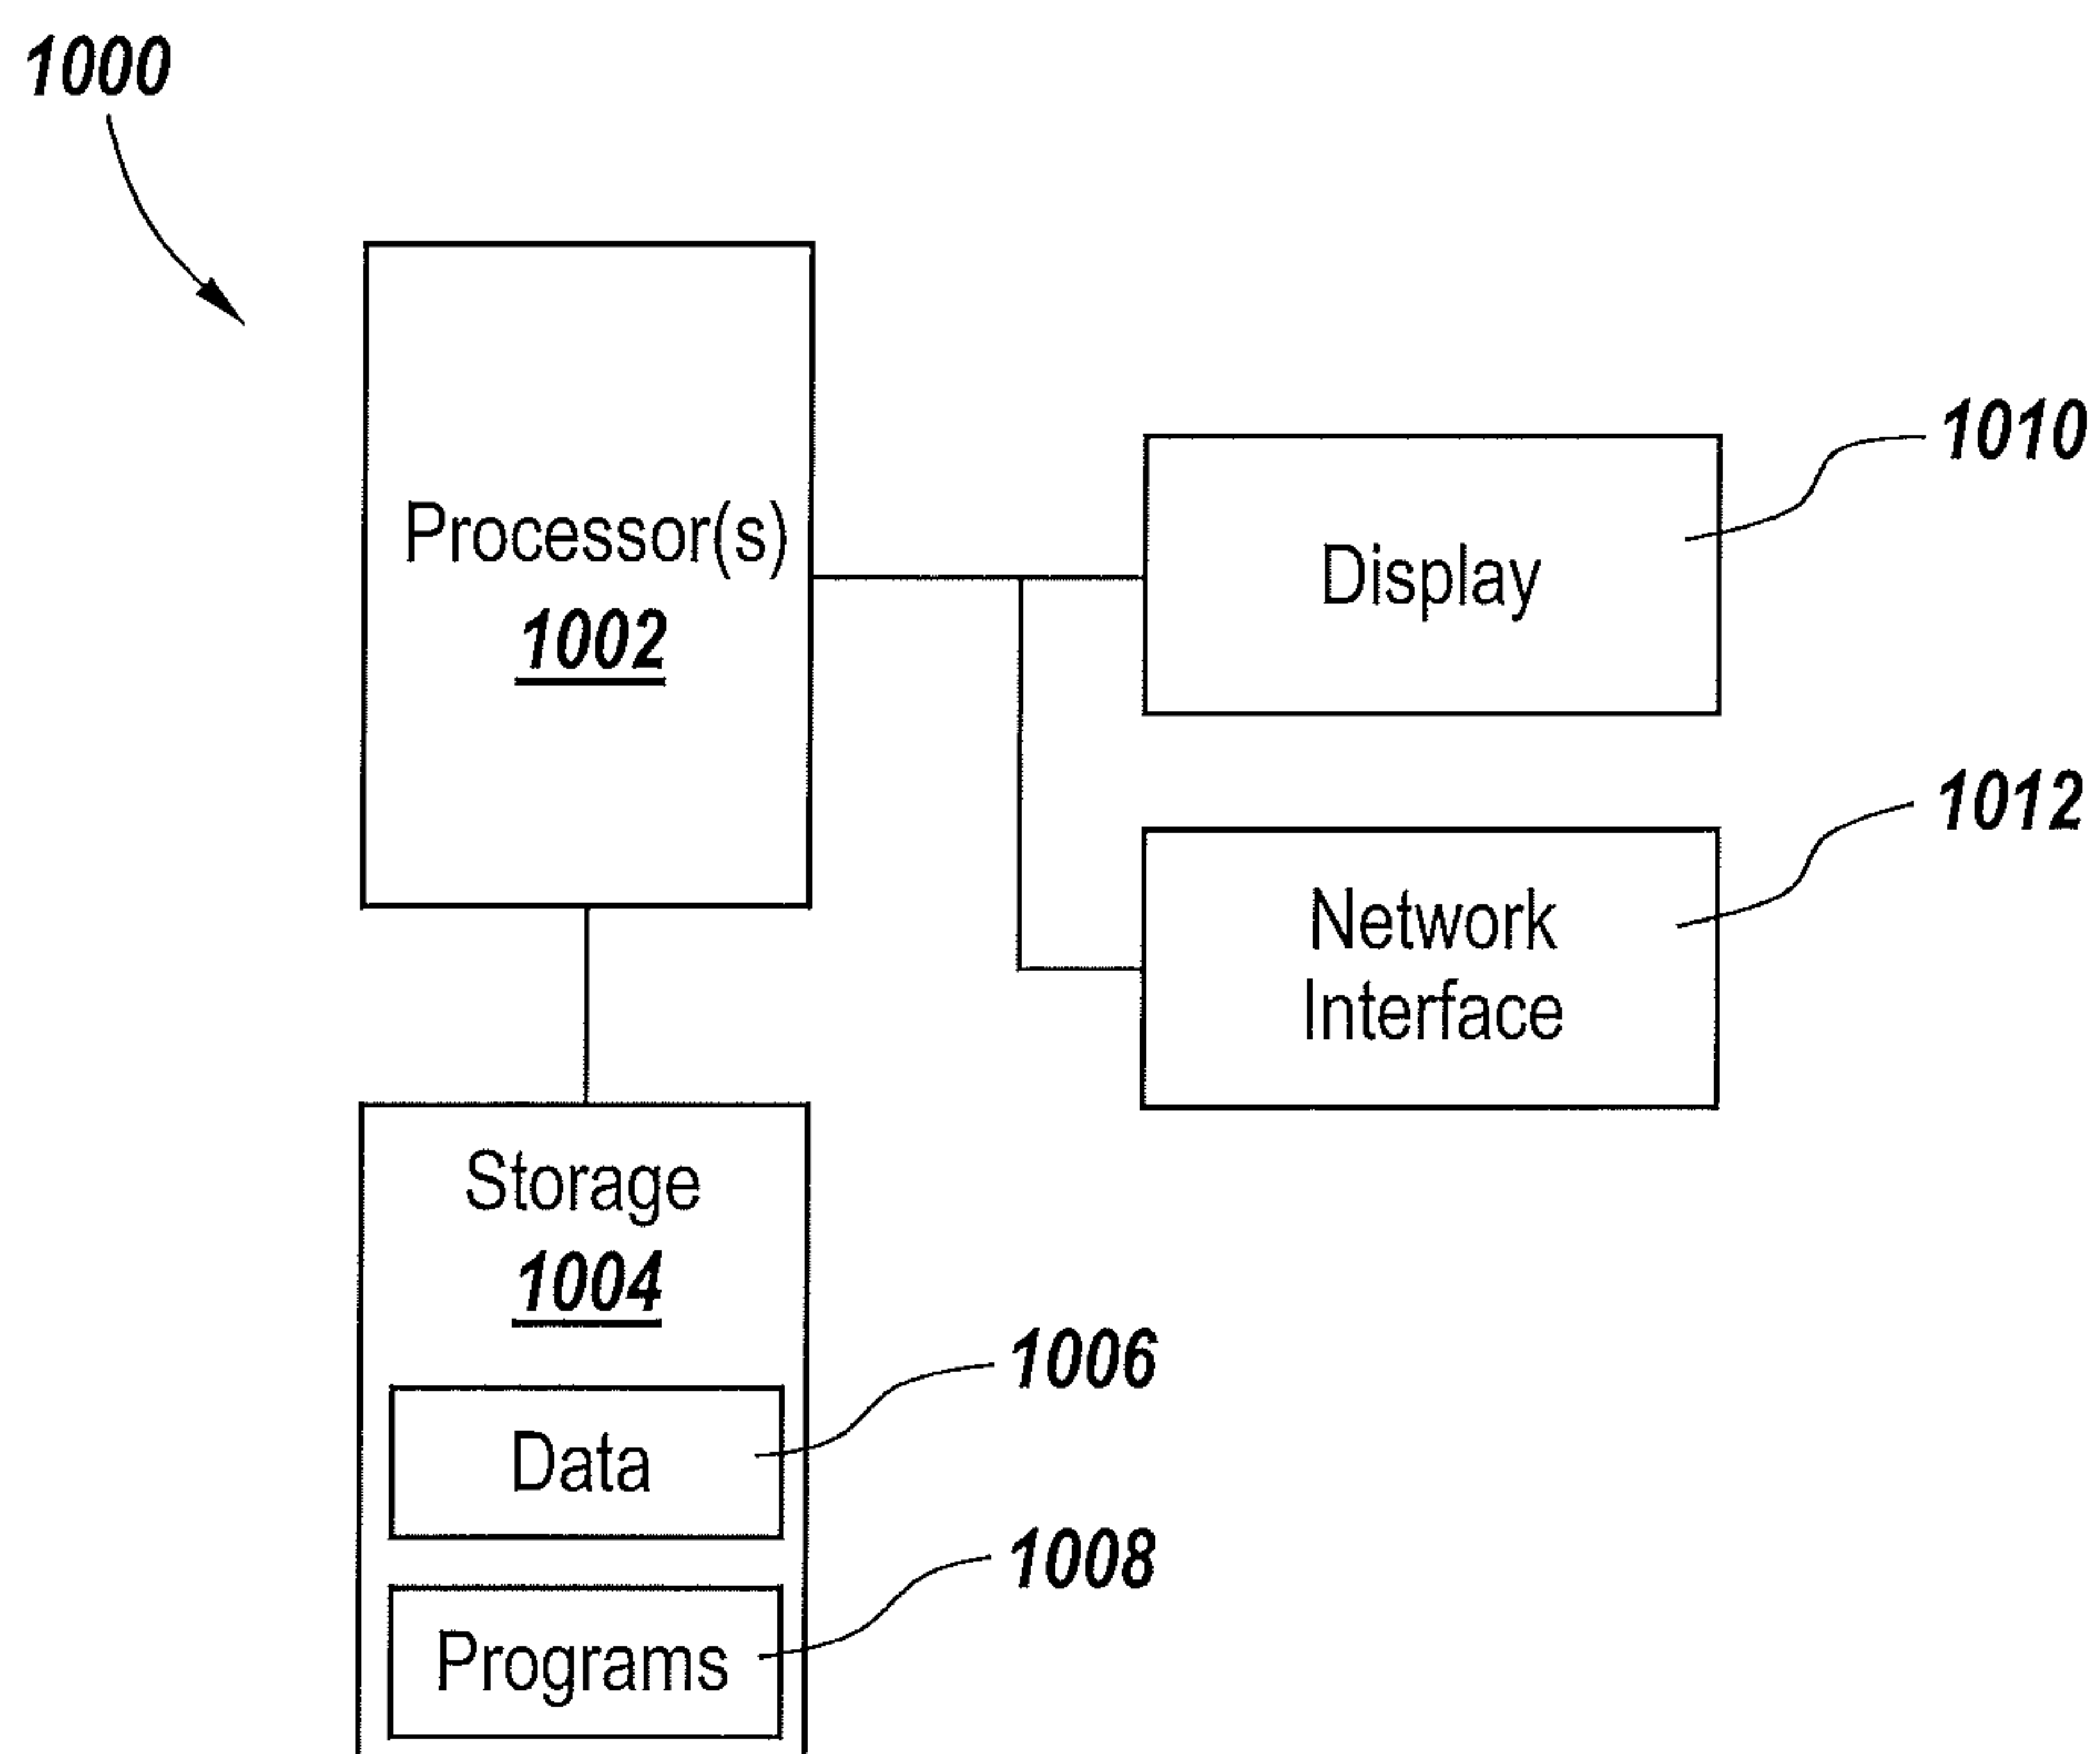 1000
Processor(s)
1002
1010
Display
1012
Network
Interface
Storage
1004
1006
Data
1008
Programs